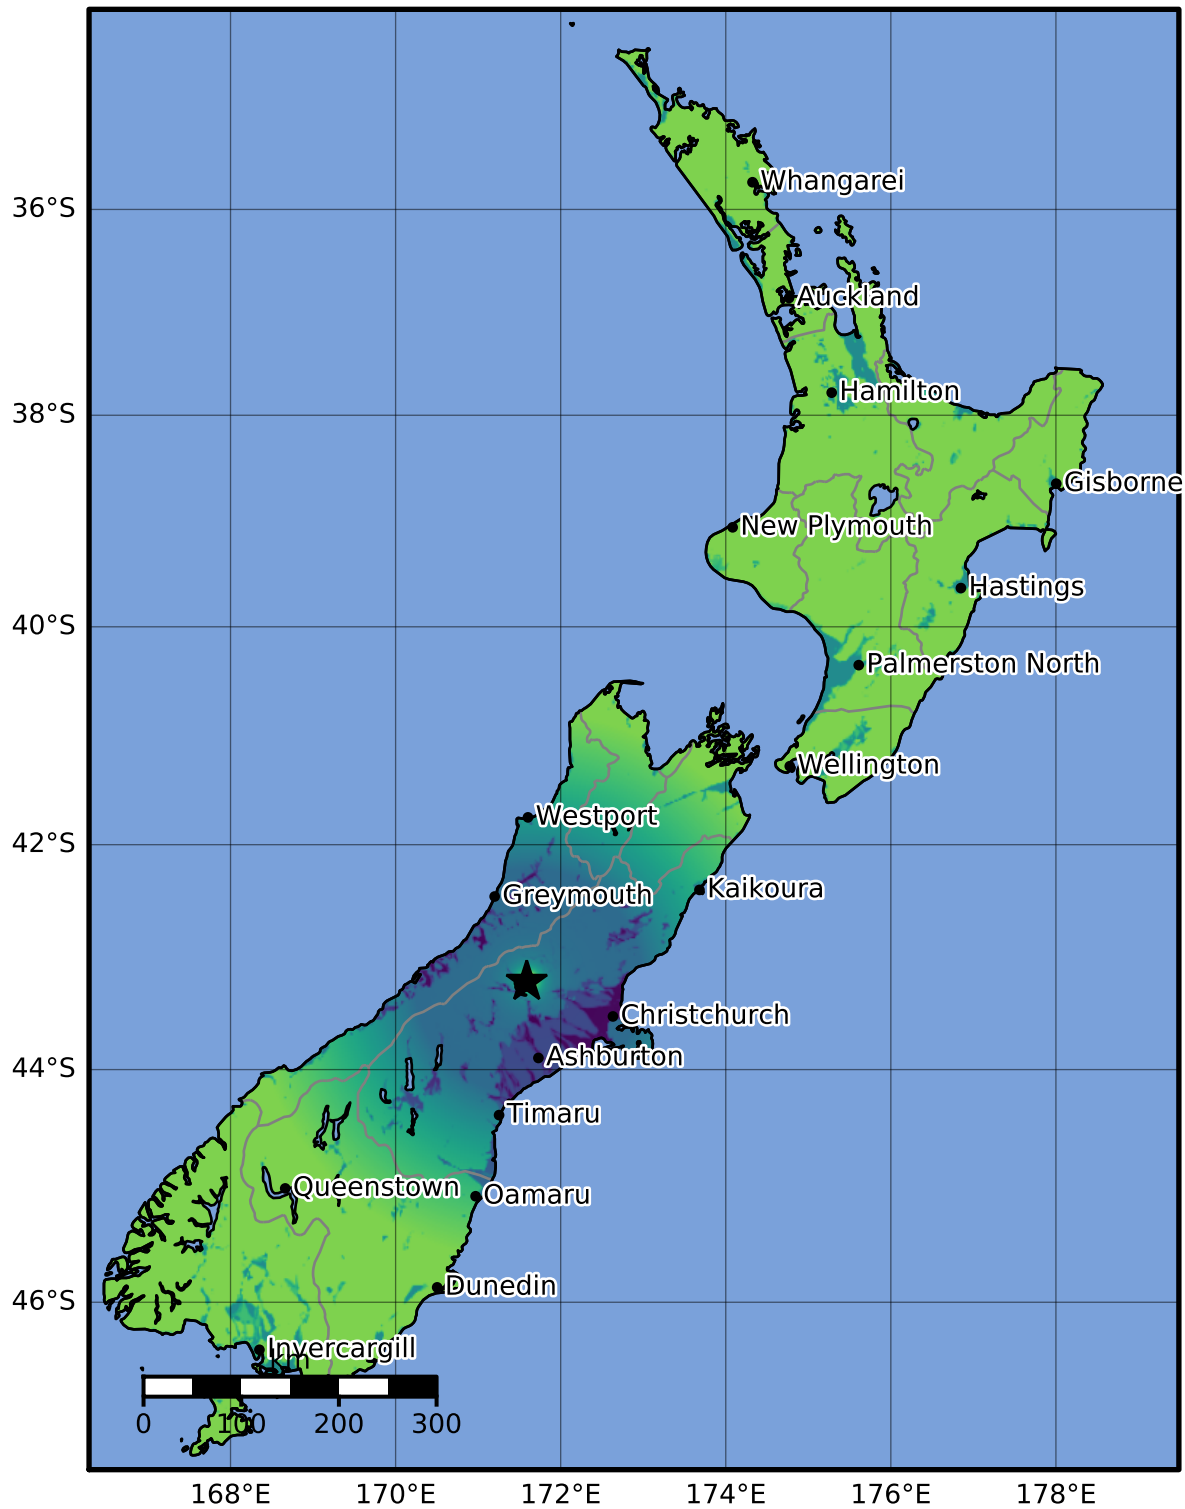 Whangarei
36°S
Auckland
Hamilton
38°S
Gisborne
New Plymouth
Hastings
40°S
Palmerston North
Wellington
Westport
42°S
Kaikoura
Greymouth
Christchurch
Ashburton
44°S
Timaru
Queenstown
Oamaru
Dunedin
46°S
Invercargill
km
0 100 200 300
168°E 170°E 172°E 174°E 176°E 178°E